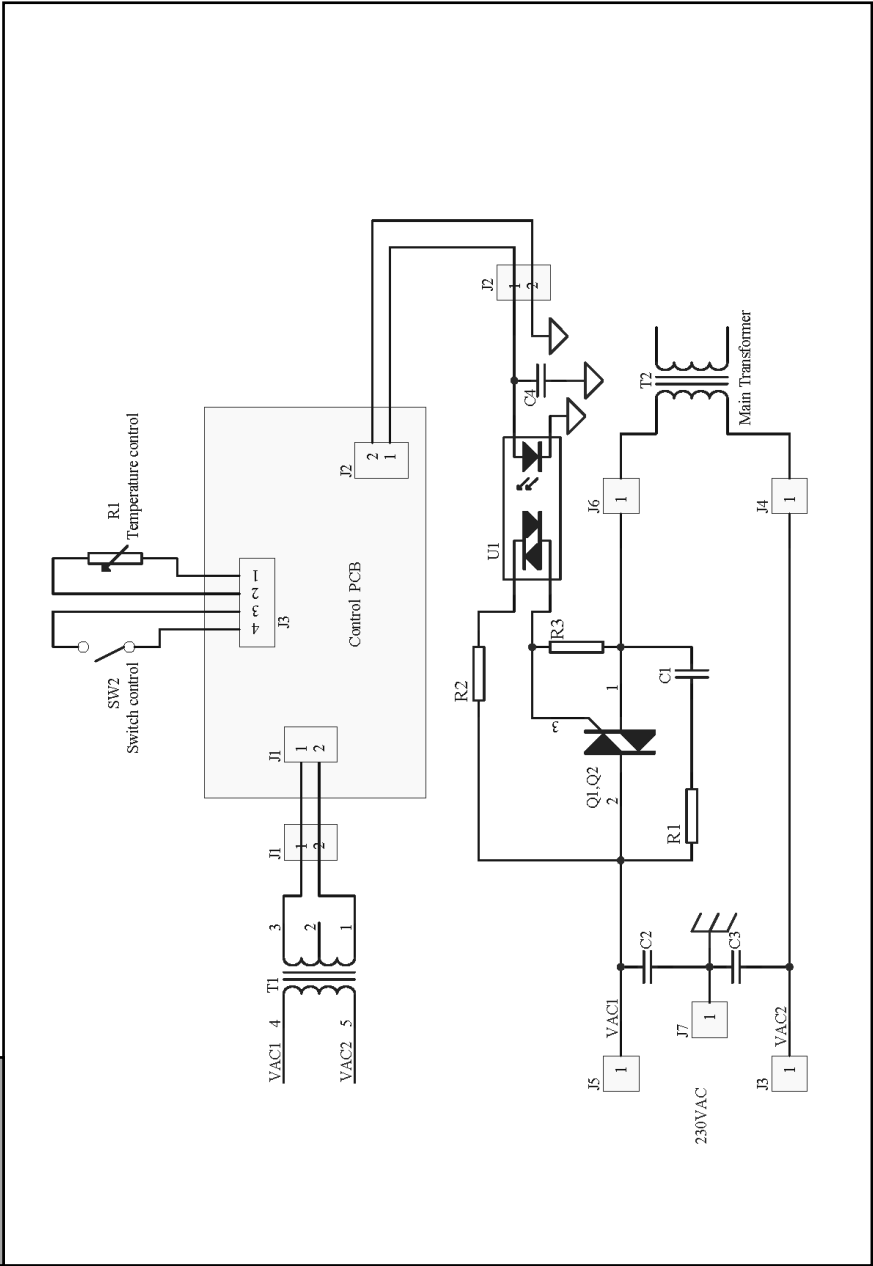 R1
Temperature control
SW2
Switch control
4
3
2
1
J3
Control PCB
J1
1
2
J1
1
2
J2
2
1
J2
1
2
T1
3
2
1
VAC1
4
VAC2
5
C4
U1
R2
R3
3
1
Q1,Q2
2
C1
R1
T2
Main Transformer
J6
1
J4
1
C2
C3
VAC1
J5
1
J7
1
VAC2
J3
1
230VAC